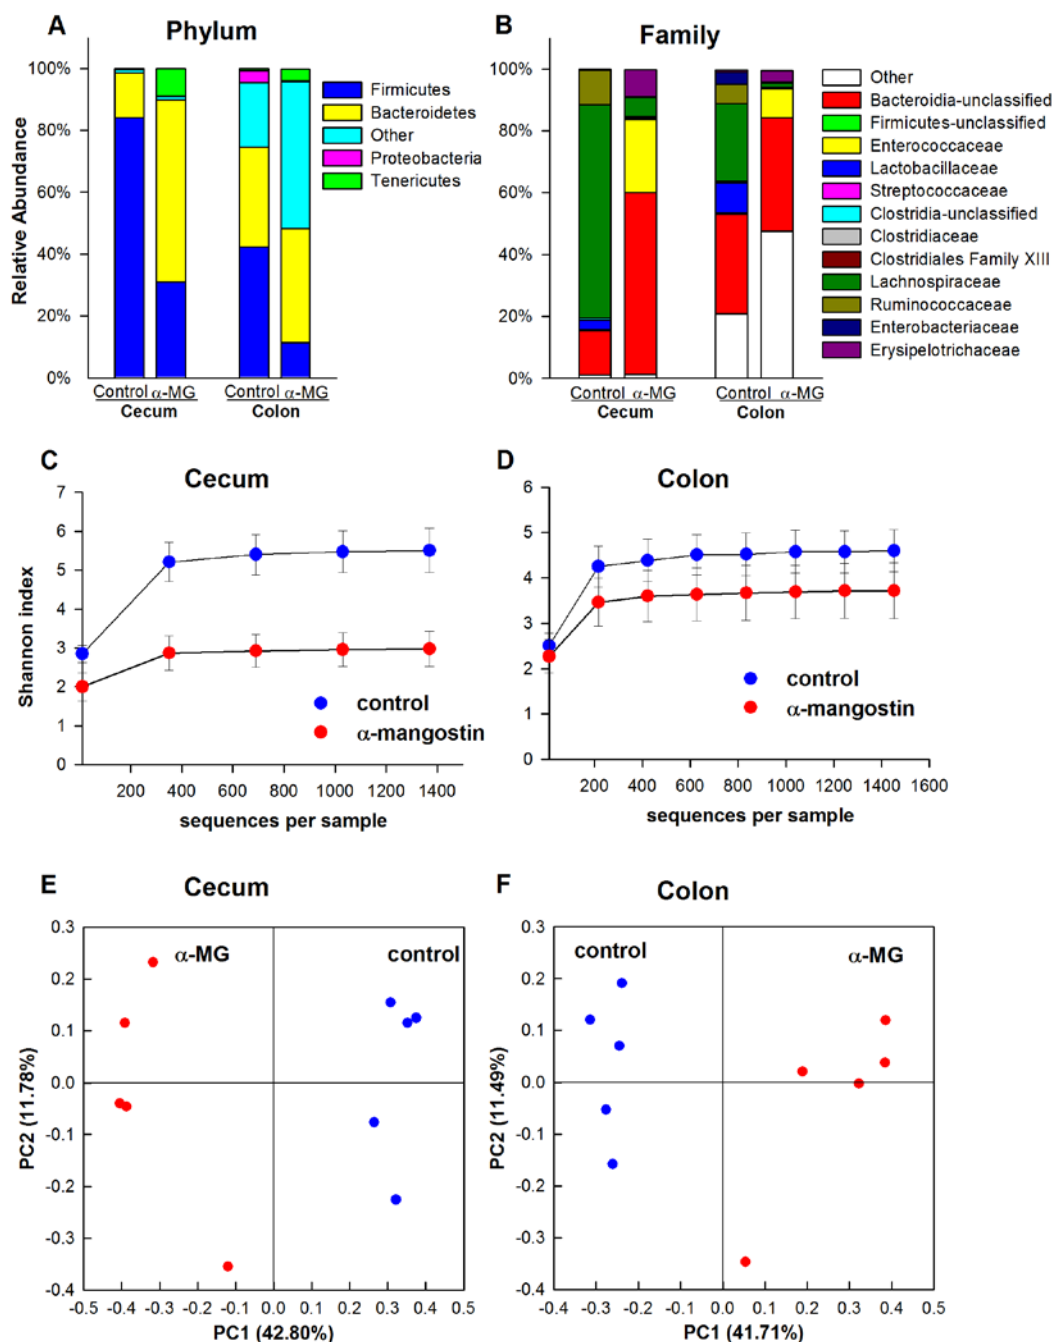 A Phylum
Relative Abundance
100%
80%
60%
40%
20%
0%
Control α-MG Control α-MG
Cecum Colon
Firmicutes
Bacteroidetes
Other
Proteobacteria
Tenericutes
B Family
100%
80%
60%
40%
20%
0%
Control α-MG Control α-MG
Cecum Colon
Other
Bacteroidia-unclassified
Firmicutes-unclassified
Enterococcaceae
Lactobacillaceae
Streptococcaceae
Clostridia-unclassified
Clostridiaceae
Clostridiales Family XIII
Lachnospiraceae
Ruminococcaceae
Enterobacteriaceae
Erysipelotrichaceae
C Cecum
Shannon index
7
6
5
4
3
2
1
0
control
α-mangostin
200 400 600 800 1000 1200 1400
sequences per sample
D Colon
6
5
4
3
2
1
0
control
α-mangostin
200 400 600 800 1000 1200 1400 1600
sequences per sample
E Cecum
PC2 (11.78%)
0.3
0.2
0.1
0.0
-0.1
-0.2
-0.3
-0.4
α-MG control
-0.5 -0.4 -0.3 -0.2 -0.1 0.0 0.1 0.2 0.3 0.4 0.5
PC1 (42.80%)
F Colon
PC2 (11.49%)
0.3
0.2
0.1
0.0
-0.1
-0.2
-0.3
-0.4
control α-MG
-0.4 -0.3 -0.2 -0.1 0.0 0.1 0.2 0.3 0.4 0.5
PC1 (41.71%)